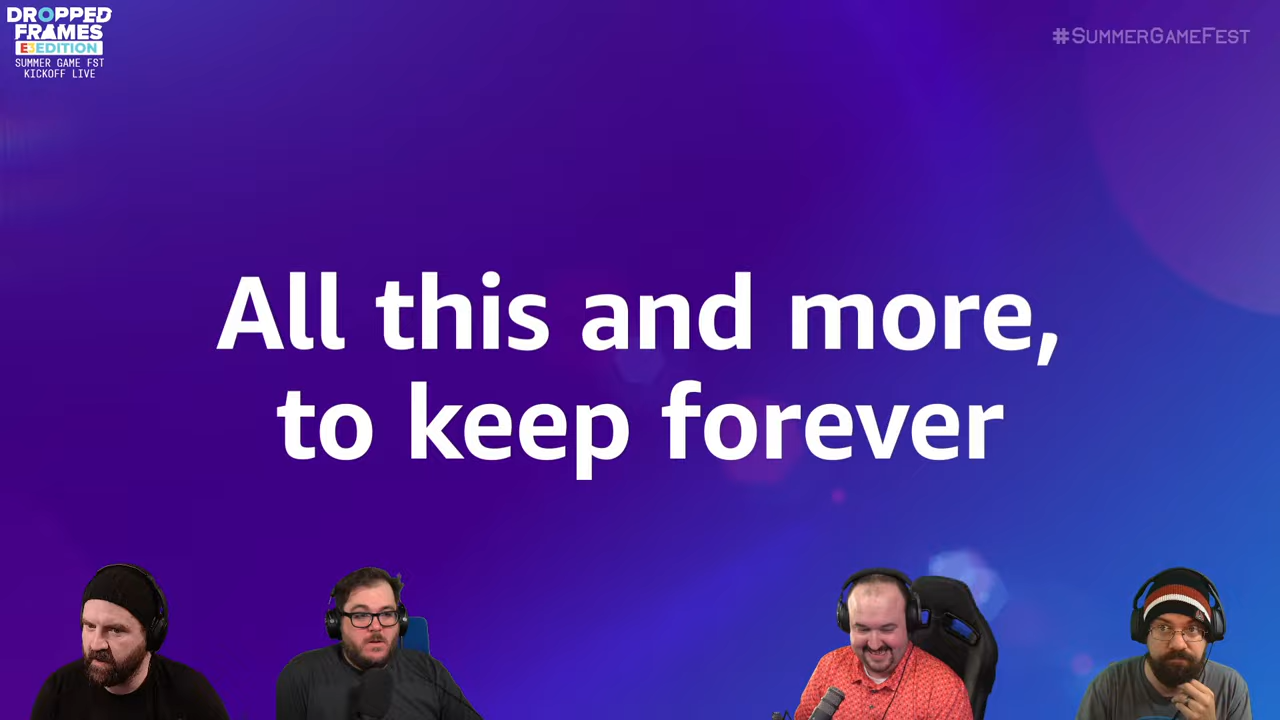 DROPPED
FRAMES
E3 EDITION
SUMMER GAME FST
KICKOFF LIVE
#SUMMERGAMEFEST
All this and more,
to keep forever